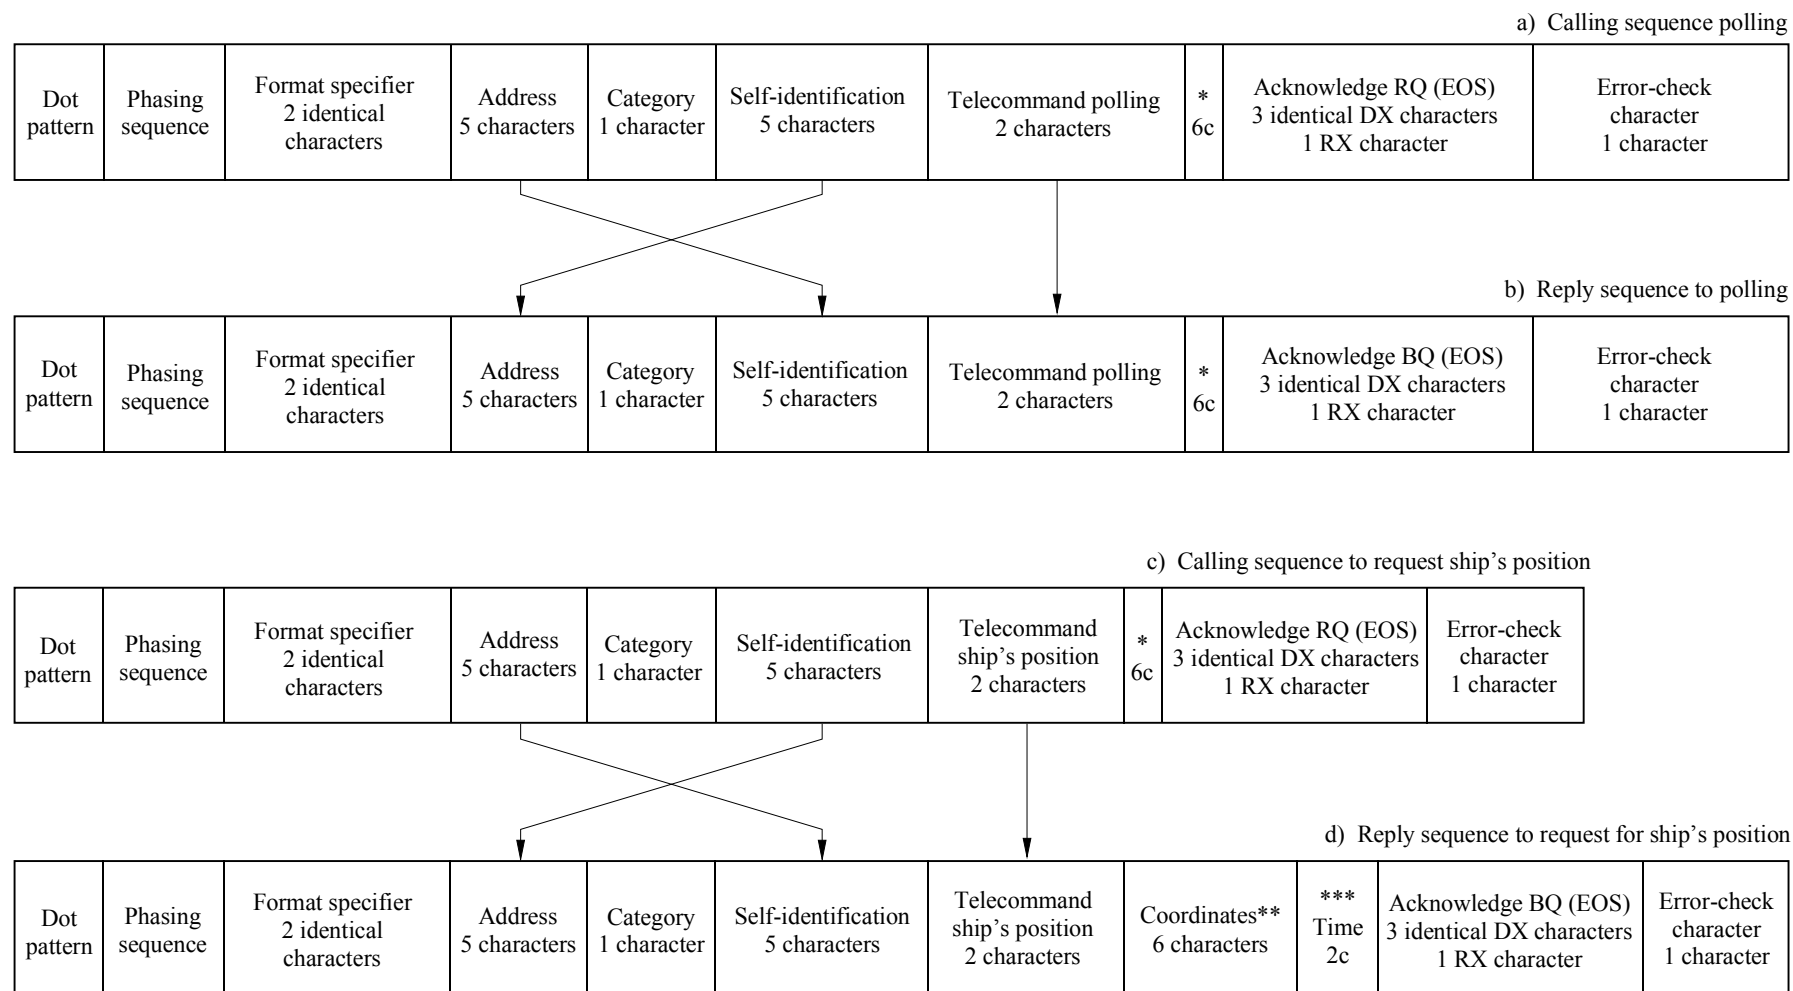 a) Calling sequence polling
Dot
pattern
Phasing
sequence
Format specifier
2 identical
characters
Address
5 characters
Category
1 character
Self-identification
5 characters
Telecommand polling
2 characters
*
6c
Acknowledge RQ (EOS)
3 identical DX characters
1 RX character
Error-check
character
1 character
b) Reply sequence to polling
Dot
pattern
Phasing
sequence
Format specifier
2 identical
characters
Address
5 characters
Category
1 character
Self-identification
5 characters
Telecommand polling
2 characters
*
6c
Acknowledge BQ (EOS)
3 identical DX characters
1 RX character
Error-check
character
1 character
c) Calling sequence to request ship's position
Dot
pattern
Phasing
sequence
Format specifier
2 identical
characters
Address
5 characters
Category
1 character
Self-identification
5 characters
Telecommand
ship's position
2 characters
*
6c
Acknowledge RQ (EOS)
3 identical DX characters
1 RX character
Error-check
character
1 character
d) Reply sequence to request for ship's position
Dot
pattern
Phasing
sequence
Format specifier
2 identical
characters
Address
5 characters
Category
1 character
Self-identification
5 characters
Telecommand
ship's position
2 characters
Coordinates**
6 characters
***
Time
2c
Acknowledge BQ (EOS)
3 identical DX characters
1 RX character
Error-check
character
1 character